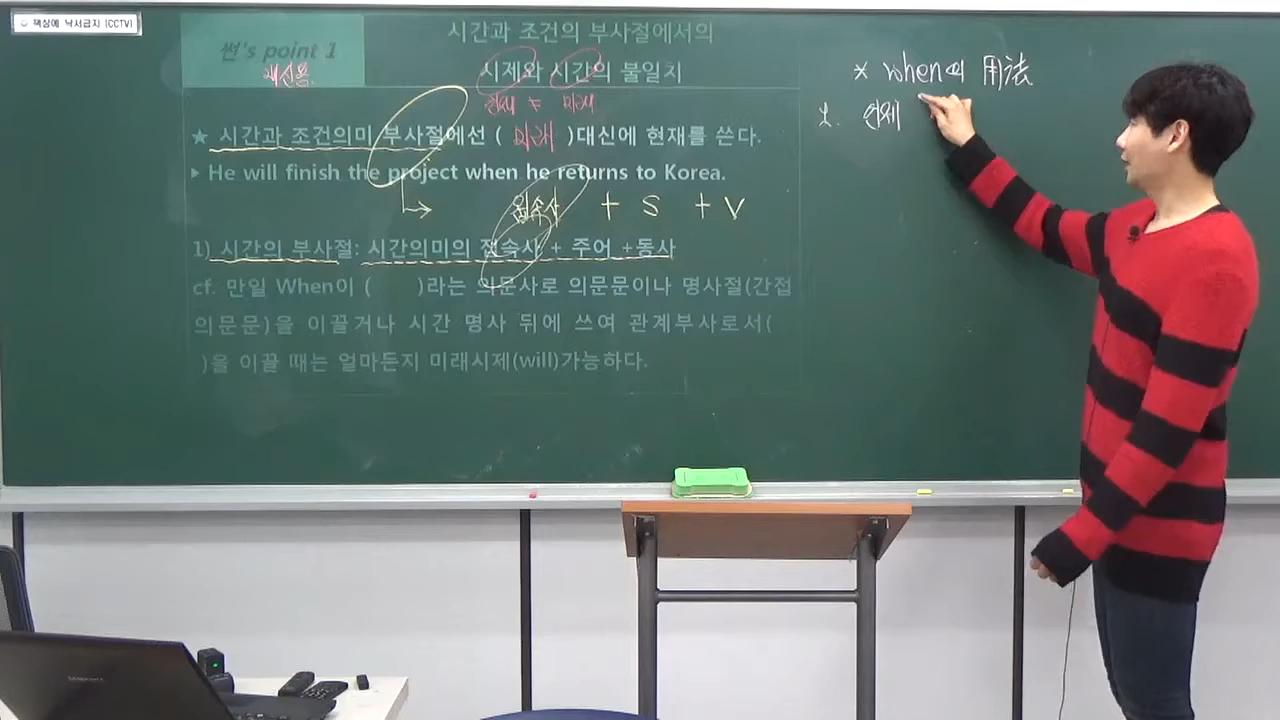 책상에 낙서금지 (CCTV)
썬's point 1
시간과 조건의 부사절에서의
시제와 시간의 불일치
현재 ≠ 미래
★ 시간과 조건의미 부사절에선 ( 미래 )대신에 현재를 쓴다.
▸ He will finish the project when he returns to Korea.
접속사 + S + V
1) 시간의 부사절: 시간의미의 접속사 + 주어 +동사
cf. 만일 When이 ( )라는 의문사로 의문문이나 명사절(간접
의문문)을 이끌거나 시간 명사 뒤에 쓰여 관계부사로서(
)을 이끌 때는 얼마든지 미래시제(will)가능하다.
* when의 用法
1. 언제
SAMSUNG